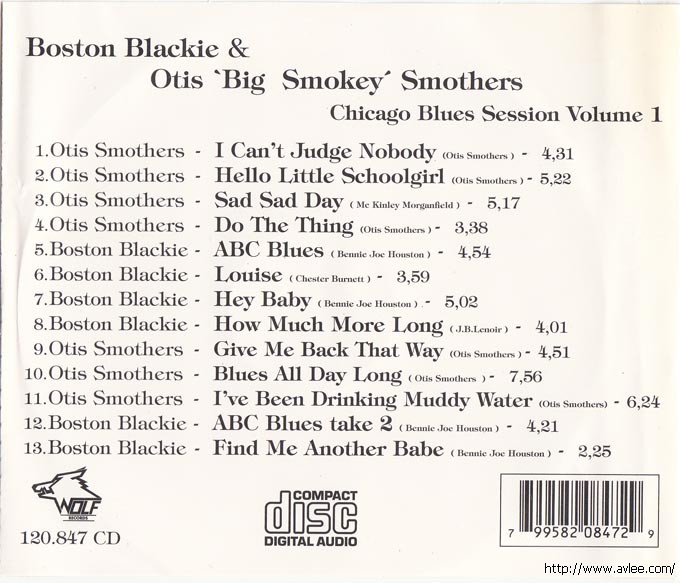 Boston Blackie &
Otis `Big Smokey´ Smothers
Chicago Blues Session Volume 1
1.Otis Smothers - I Can't Judge Nobody (Otis Smothers ) - 4,31
2.Otis Smothers - Hello Little Schoolgirl (Otis Smothers ) - 5,22
3.Otis Smothers - Sad Sad Day ( Mc Kinley Morganfield ) - 5,17
4.Otis Smothers - Do The Thing (Otis Smothers ) - 3,38
5.Boston Blackie - ABC Blues ( Bennie Joe Houston ) - 4,54
6.Boston Blackie - Louise ( Chester Burnett ) - 3,59
7.Boston Blackie - Hey Baby ( Bennie Joe Houston ) - 5,02
8.Boston Blackie - How Much More Long ( J.B.Lenoir ) - 4,01
9.Otis Smothers - Give Me Back That Way (Otis Smothers ) - 4,51
10.Otis Smothers - Blues All Day Long ( Otis Smothers ) - 7,56
11.Otis Smothers - I've Been Drinking Muddy Water (Otis Smothers) - 6,24
12.Boston Blackie - ABC Blues take 2 ( Bennie Joe Houston ) - 4,21
13.Boston Blackie - Find Me Another Babe ( Bennie Joe Houston ) - 2,25
WOLF
RECORDS
120.847 CD
COMPACT
disc
DIGITAL AUDIO
7 99582 08472 9
http://www.avlee.com/